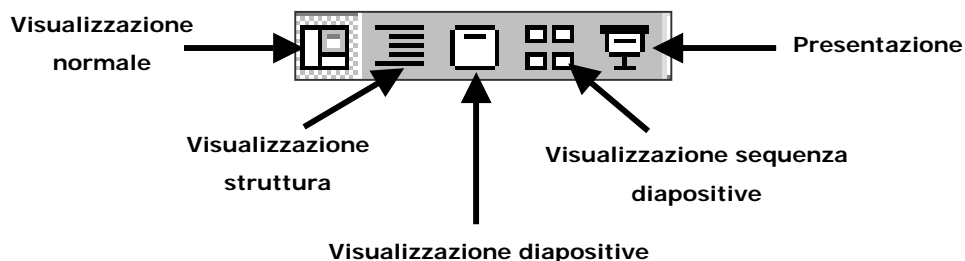 Visualizzazione
normale
Presentazione
Visualizzazione
struttura
Visualizzazione sequenza
diapositive
Visualizzazione diapositive